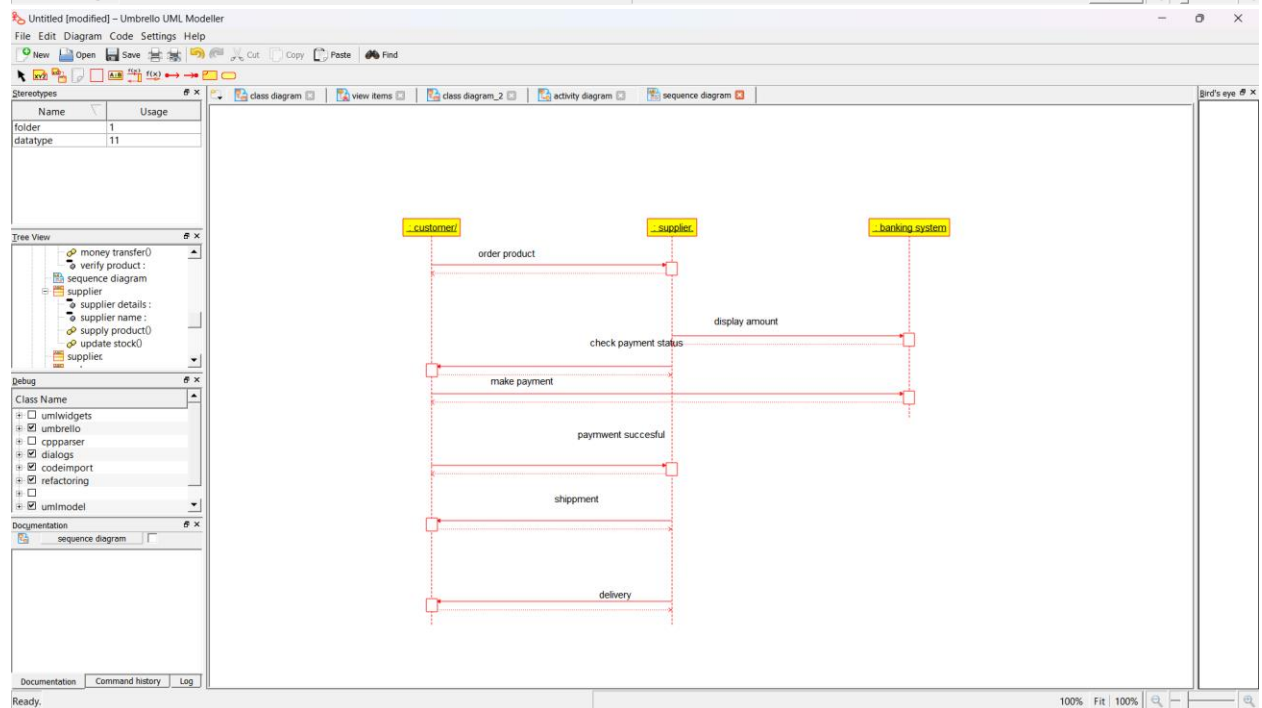 Untitled [modified] – Umbrello UML Modeller
File Edit Diagram Code Settings Help
New Open Save Cut Copy Paste Find
Stereotypes
Name Usage
folder 1
datatype 11
class diagram view items class diagram_2 activity diagram sequence diagram
Bird's eye
Tree View
money transfer()
verify product :
sequence diagram
supplier
supplier details :
supplier name :
supply product()
update stock()
supplier.
Debug
Class Name
umlwidgets
umbrello
cppparser
dialogs
codeimport
refactoring
umlmodel
Documentation
sequence diagram
Documentation Command history Log
Ready.
: customer/ : supplier. : banking system
order product
display amount
check payment status
make payment
paymwent succesful
shippment
delivery
100% Fit 100%